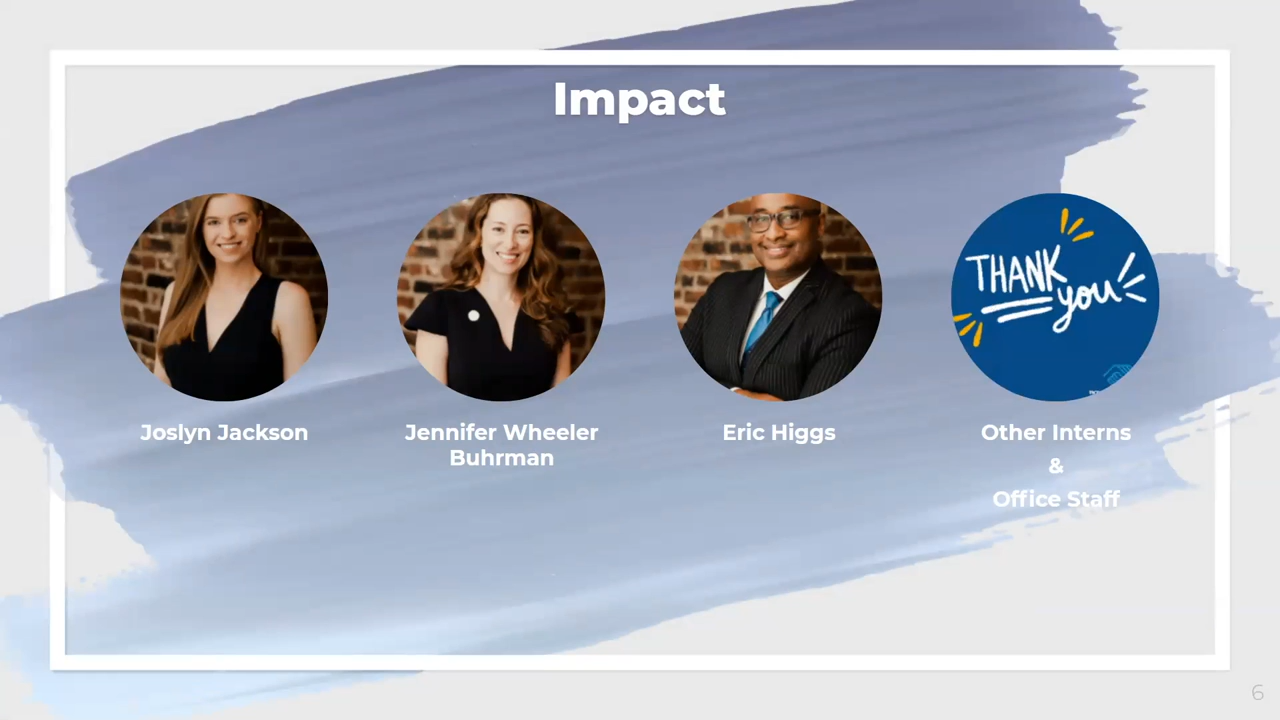 Impact
THANK
you
Joslyn Jackson
Jennifer Wheeler
Buhrman
Eric Higgs
Other Interns
&
Office Staff
6